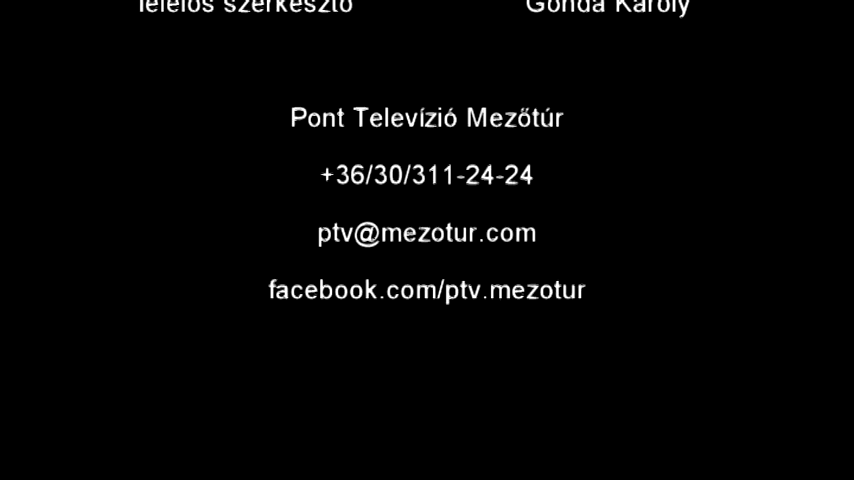 felelős szerkesztő Gonda Károly
Pont Televízió Mezőtúr
+36/30/311-24-24
ptv@mezotur.com
facebook.com/ptv.mezotur